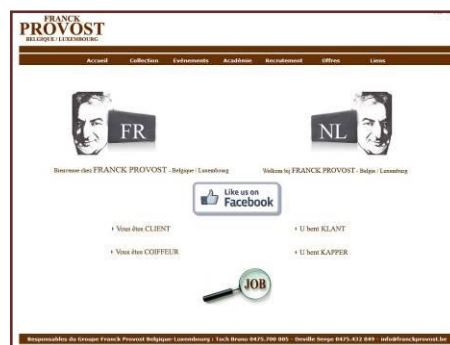 FRANCK
PROVOST
BELGIQUE / LUXEMBOURG
Accueil Collection Evénements Académie Recrutement Offres Liens
FR
NL
Bienvenue chez FRANCK PROVOST - Belgique / Luxembourg
Welkom bij FRANCK PROVOST - Belgie / Luxemburg
Like us on
Facebook
Vous êtes CLIENT
U bent KLANT
Vous êtes COIFFEUR
U bent KAPPER
JOB
Responsables du Groupe Franck Provost Belgique-Luxembourg : Toch Bruno 0475.700 005 - Deville Serge 0475.432 849 - info@franckprovost.be